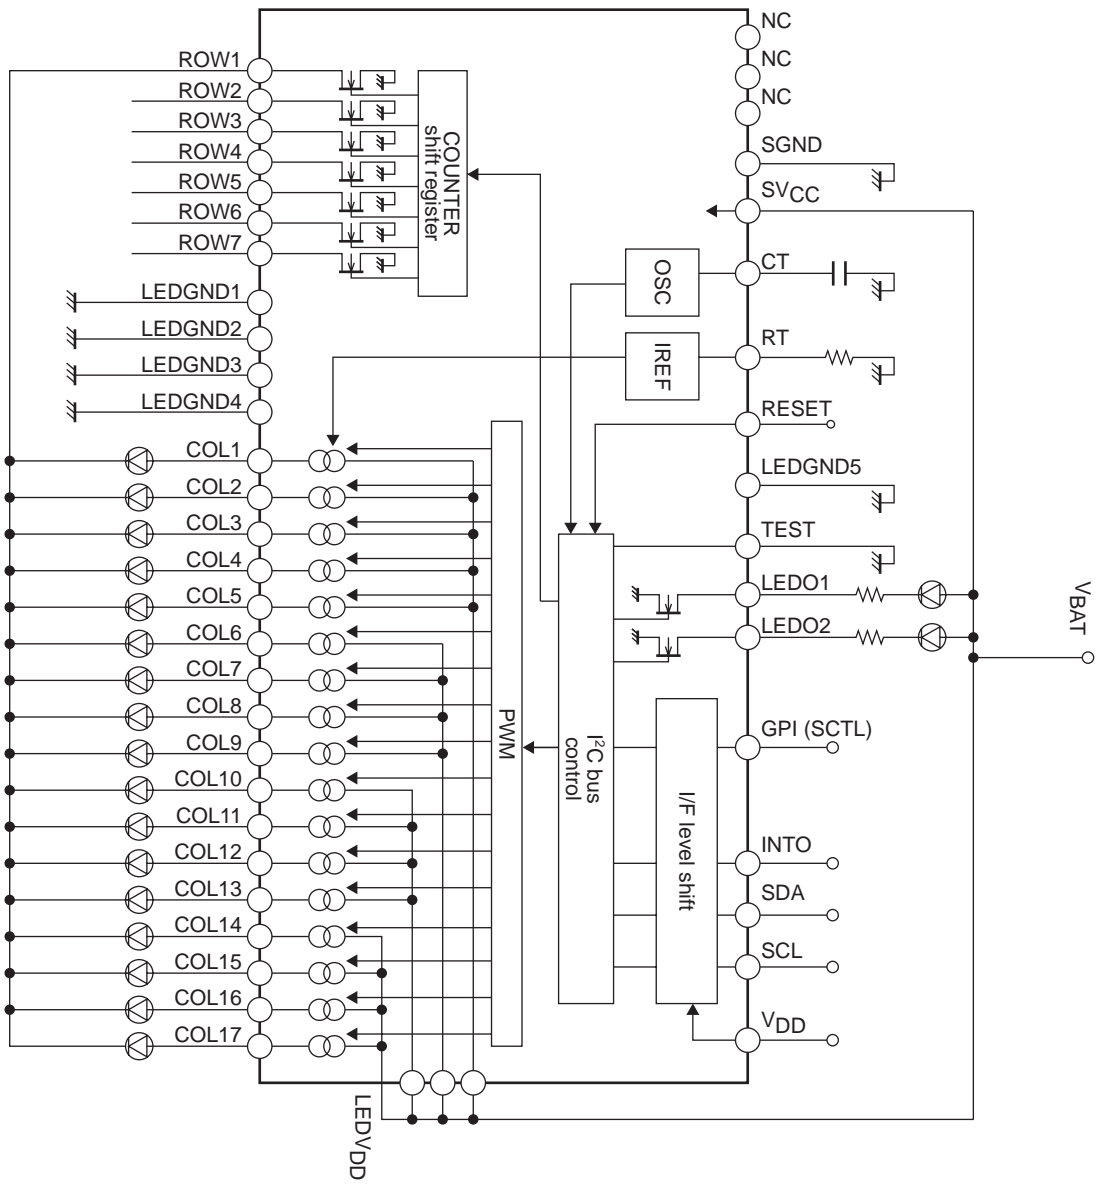 NC
NC
NC
SGND
SVCC
CT
RT
RESET
LEDGND5
TEST
LEDO1
LEDO2
VBAT
GPI (SCTL)
INTO
SDA
SCL
VDD
ROW1
ROW2
ROW3
ROW4
ROW5
ROW6
ROW7
LEDGND1
LEDGND2
LEDGND3
LEDGND4
COL1
COL2
COL3
COL4
COL5
COL6
COL7
COL8
COL9
COL10
COL11
COL12
COL13
COL14
COL15
COL16
COL17
COUNTER
shift register
OSC
IREF
PWM
I2C bus
control
I/F level shift
LEDVDD